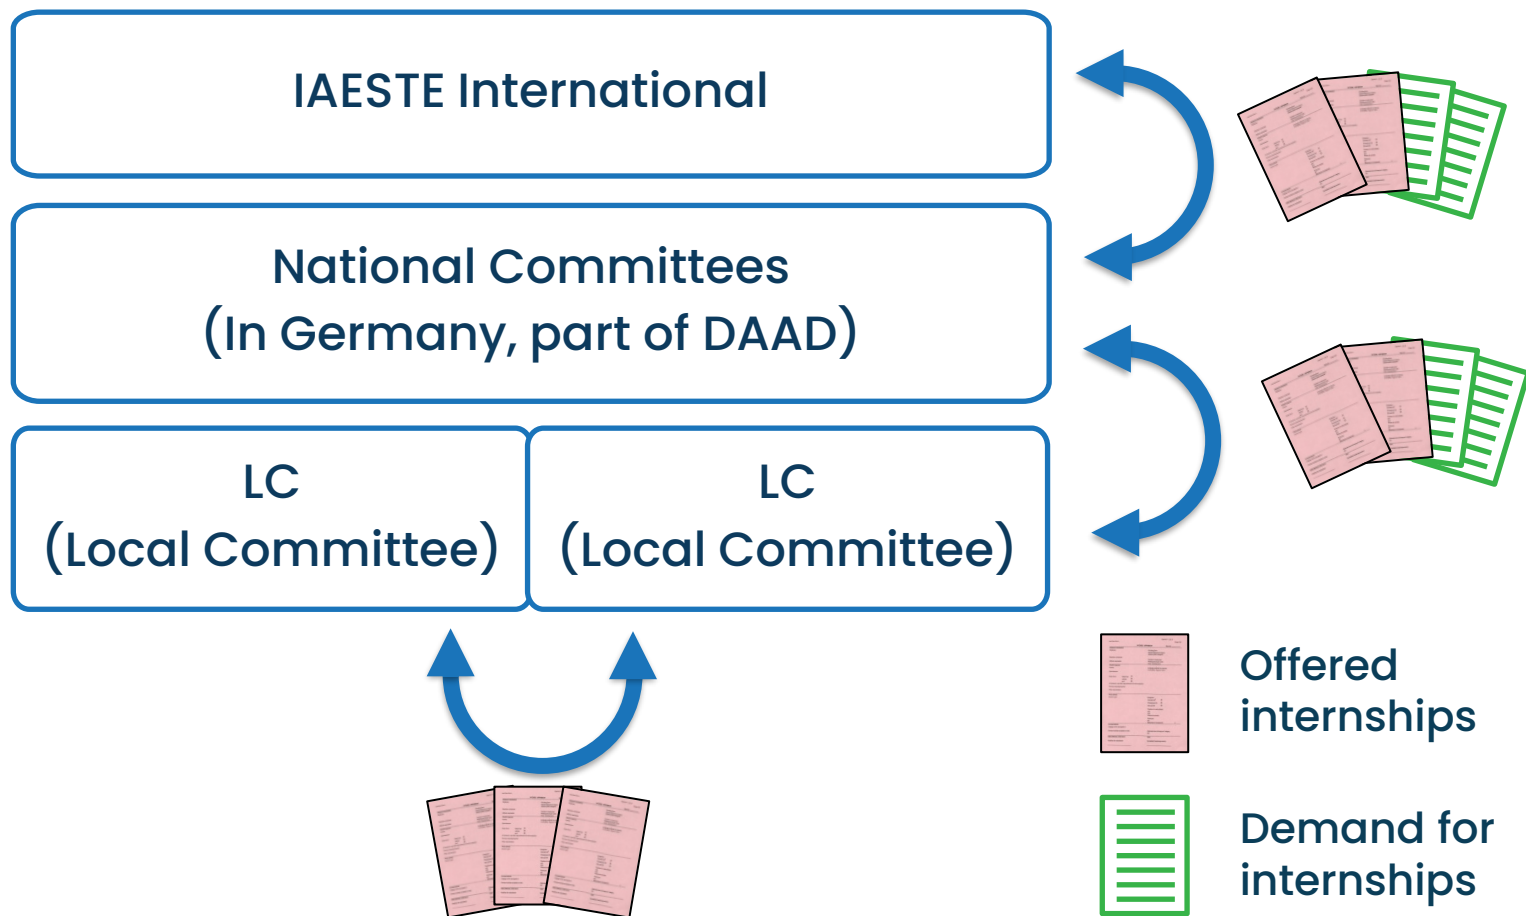 IAESTE International
National Committees
(In Germany, part of DAAD)
LC
(Local Committee)
LC
(Local Committee)
Offered
internships
Demand for
internships